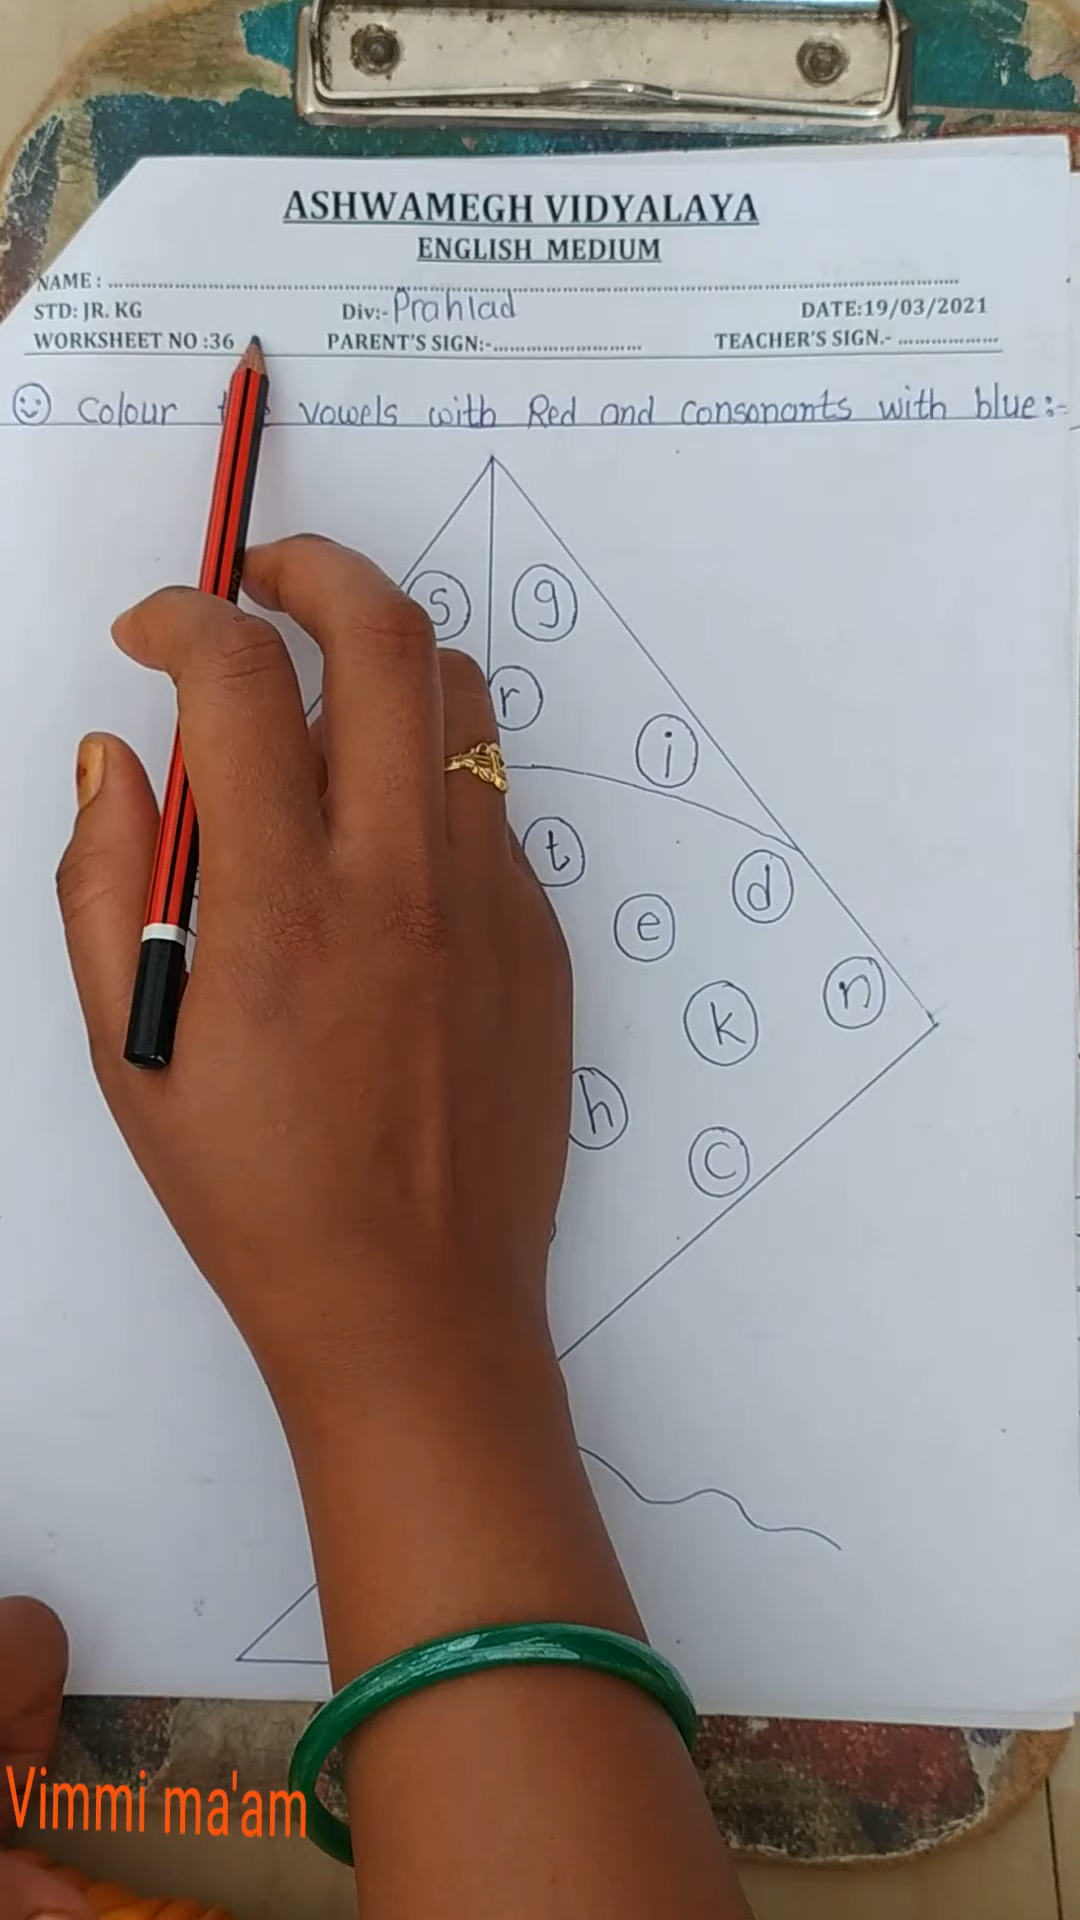 ASHWAMEGH VIDYALAYA
ENGLISH MEDIUM
NAME : ........................................................................
STD: JR. KG Div:- Prahlad DATE:19/03/2021
WORKSHEET NO :36 PARENT'S SIGN:-............................ TEACHER'S SIGN.- ...................
Colour vowels with Red and consonants with blue:-
s g
r
i
t
d
e
n
k
h
c
Vimmi ma'am